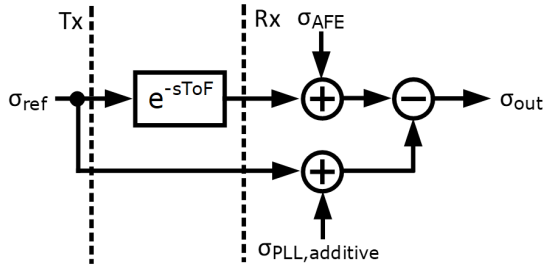 Tx Rx σAFE
σref e-sToF + − σout
+
σPLL,additive